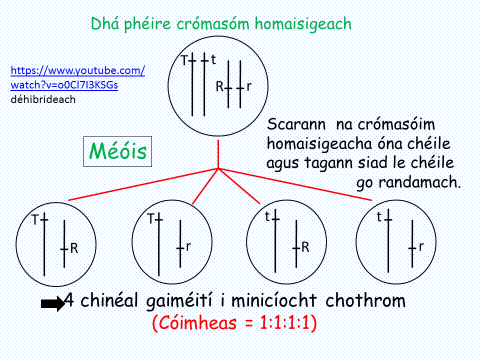 Dhá phéire crómasóm homaisigeach
https://www.youtube.com/
watch?v=o0Cl7I3KSGs
déhibrideach
T t
R r
Scarann na crómasóim
homaisigeacha óna chéile
agus tagann siad le chéile
go randamach.
Méóis
T R
T r
t R
t r
4 chinéal gaiméití i minicíocht chothrom
(Cóimheas = 1:1:1:1)